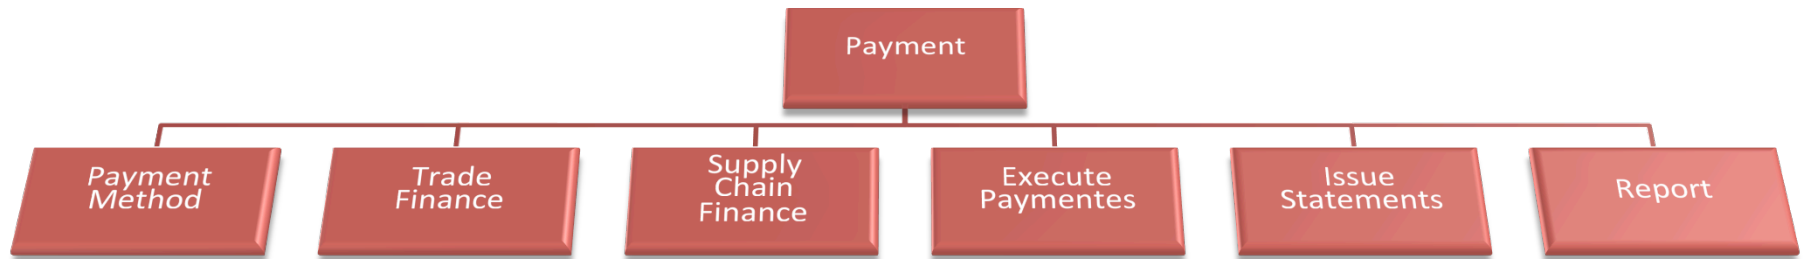 Payment
Payment
Method
Trade
Finance
Supply
Chain
Finance
Execute
Paymentes
Issue
Statements
Report